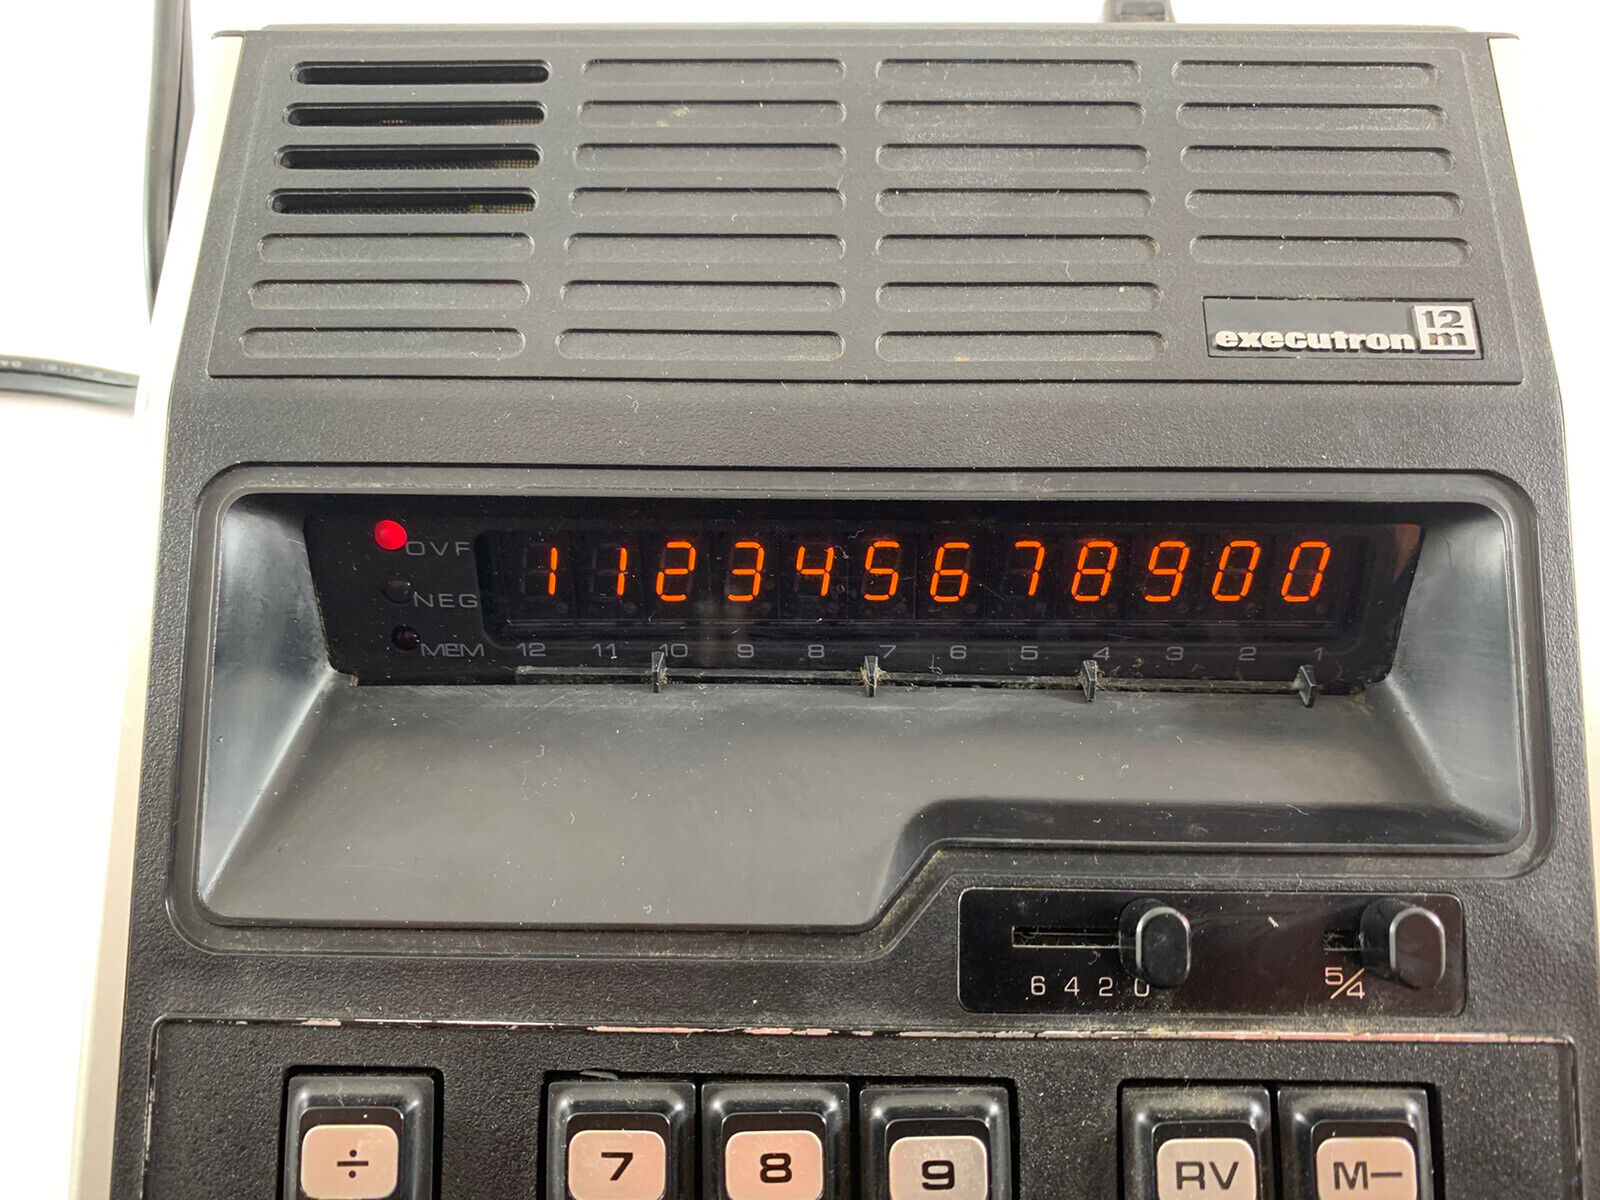 executron 12m
OVF 112345678900
NEG
MEM 12 11 10 9 8 7 6 5 4 3 2 1
6 4 2 0 5/4
÷ 7 8 9 RV M−